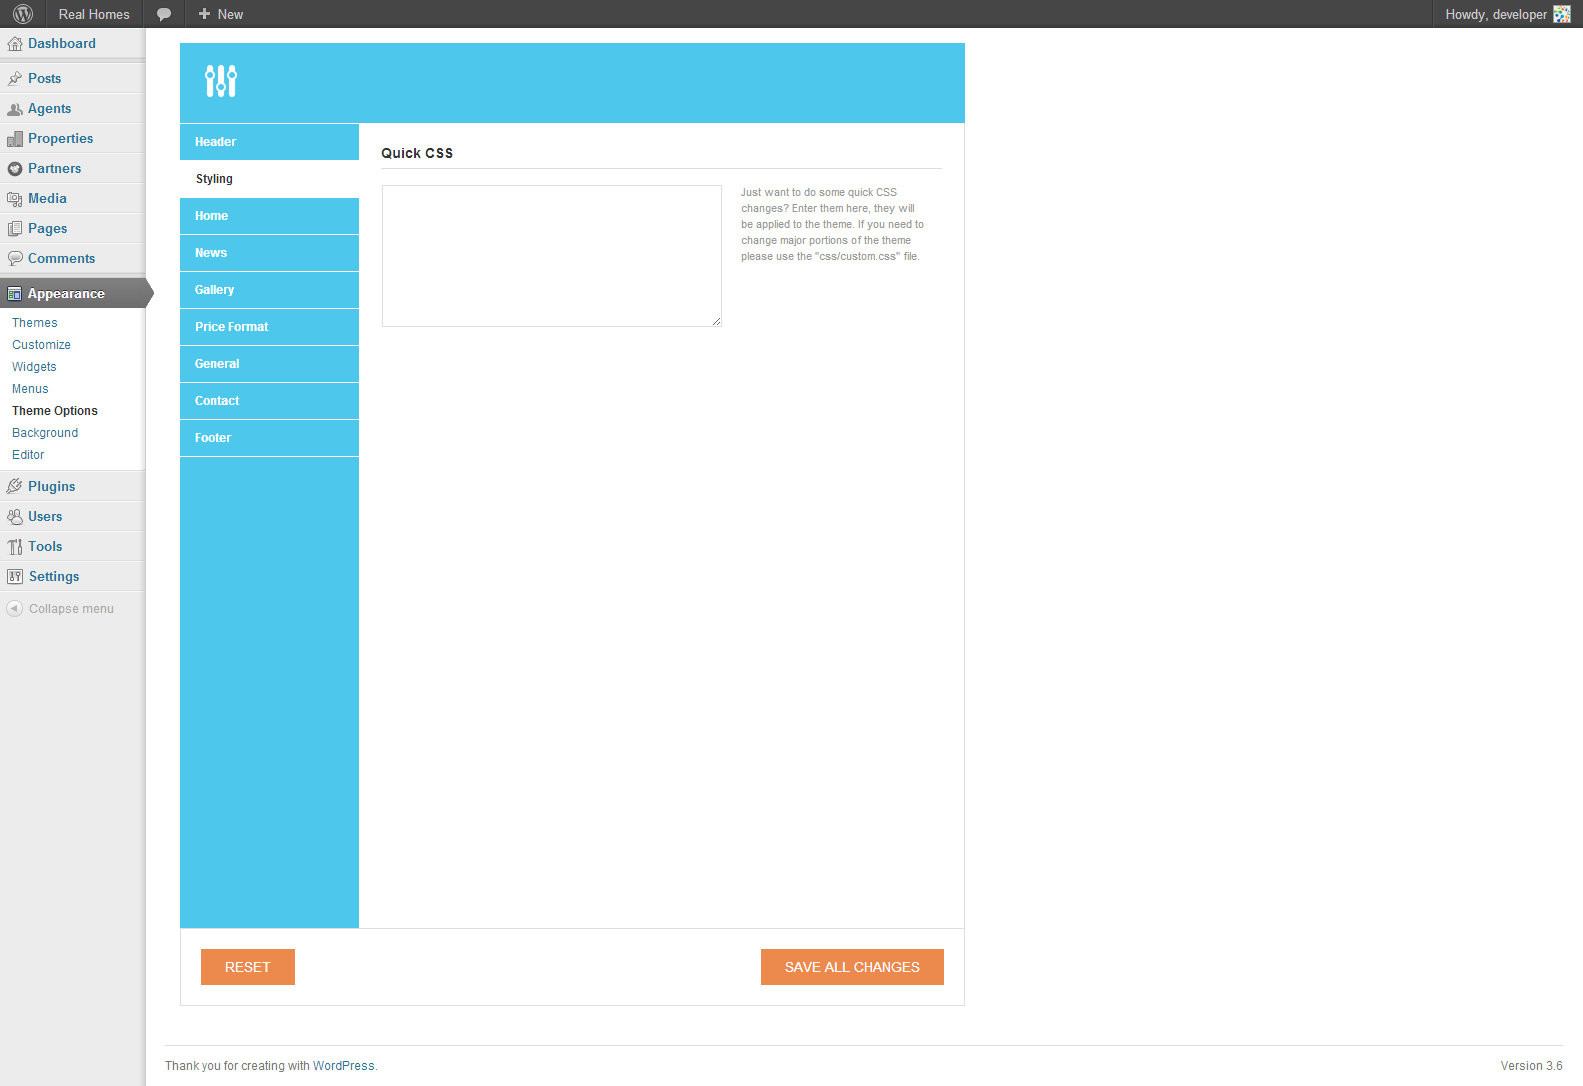 Real Homes
New
Howdy, developer
Dashboard
Posts
Agents
Properties
Partners
Media
Pages
Comments
Appearance
Themes
Customize
Widgets
Menus
Theme Options
Background
Editor
Plugins
Users
Tools
Settings
Collapse menu
Header
Styling
Home
News
Gallery
Price Format
General
Contact
Footer
Quick CSS
Just want to do some quick CSS
changes? Enter them here, they will
be applied to the theme. If you need to
change major portions of the theme
please use the "css/custom.css" file.
RESET
SAVE ALL CHANGES
Thank you for creating with WordPress.
Version 3.6